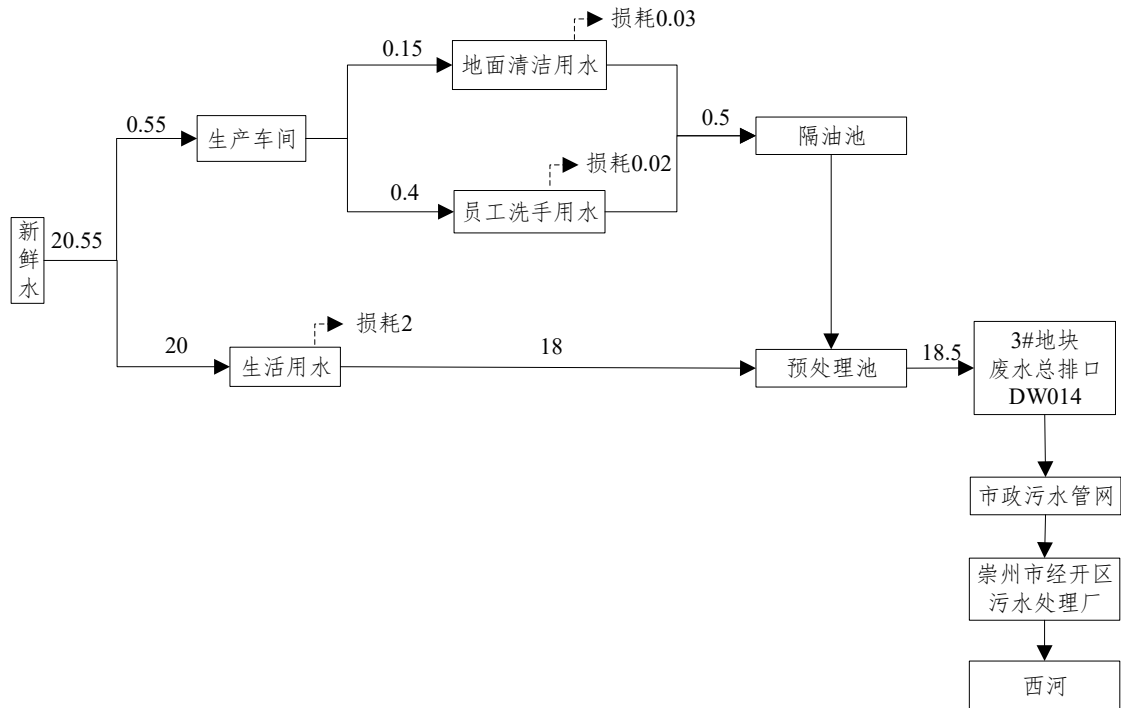 损耗0.03
0.15
地面清洁用水
0.55
生产车间
0.5
隔油池
损耗0.02
0.4
员工洗手用水
新
鲜
水
20.55
损耗2
20
生活用水
18
预处理池
18.5
3#地块
废水总排口
DW014
市政污水管网
崇州市经开区
污水处理厂
西河